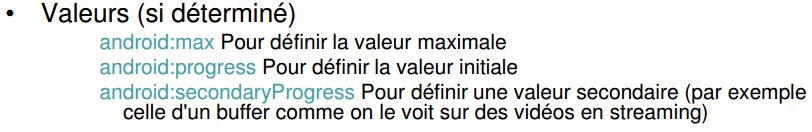 • Valeurs (si déterminé)
android:max Pour définir la valeur maximale
android:progress Pour définir la valeur initiale
android:secondaryProgress Pour définir une valeur secondaire (par exemple
celle d'un buffer comme on le voit sur des vidéos en streaming)